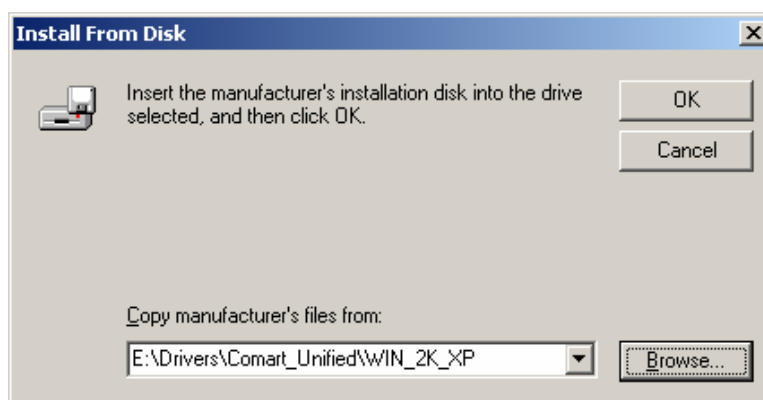 Install From Disk
Insert the manufacturer's installation disk into the drive
selected, and then click OK.
OK
Cancel
Copy manufacturer's files from:
E:\Drivers\Comart_Unified\WIN_2K_XP
Browse...